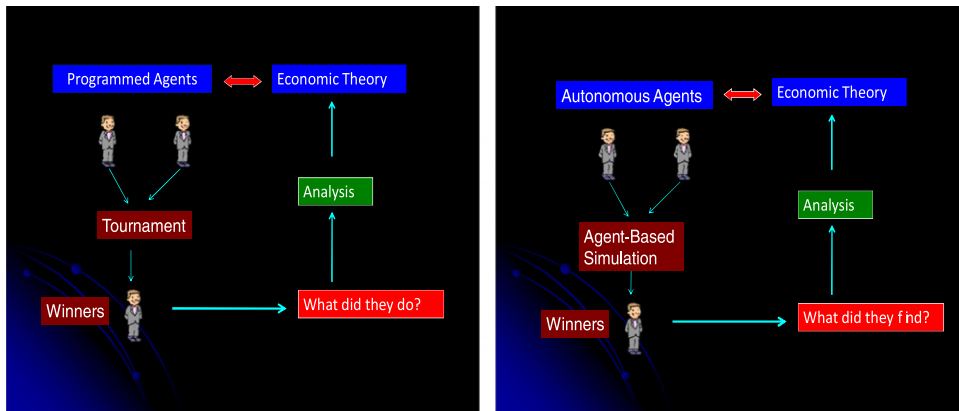 Programmed Agents
Economic Theory
Analysis
Tournament
Winners
What did they do?
Autonomous Agents
Economic Theory
Analysis
Agent-Based
Simulation
Winners
What did they find?